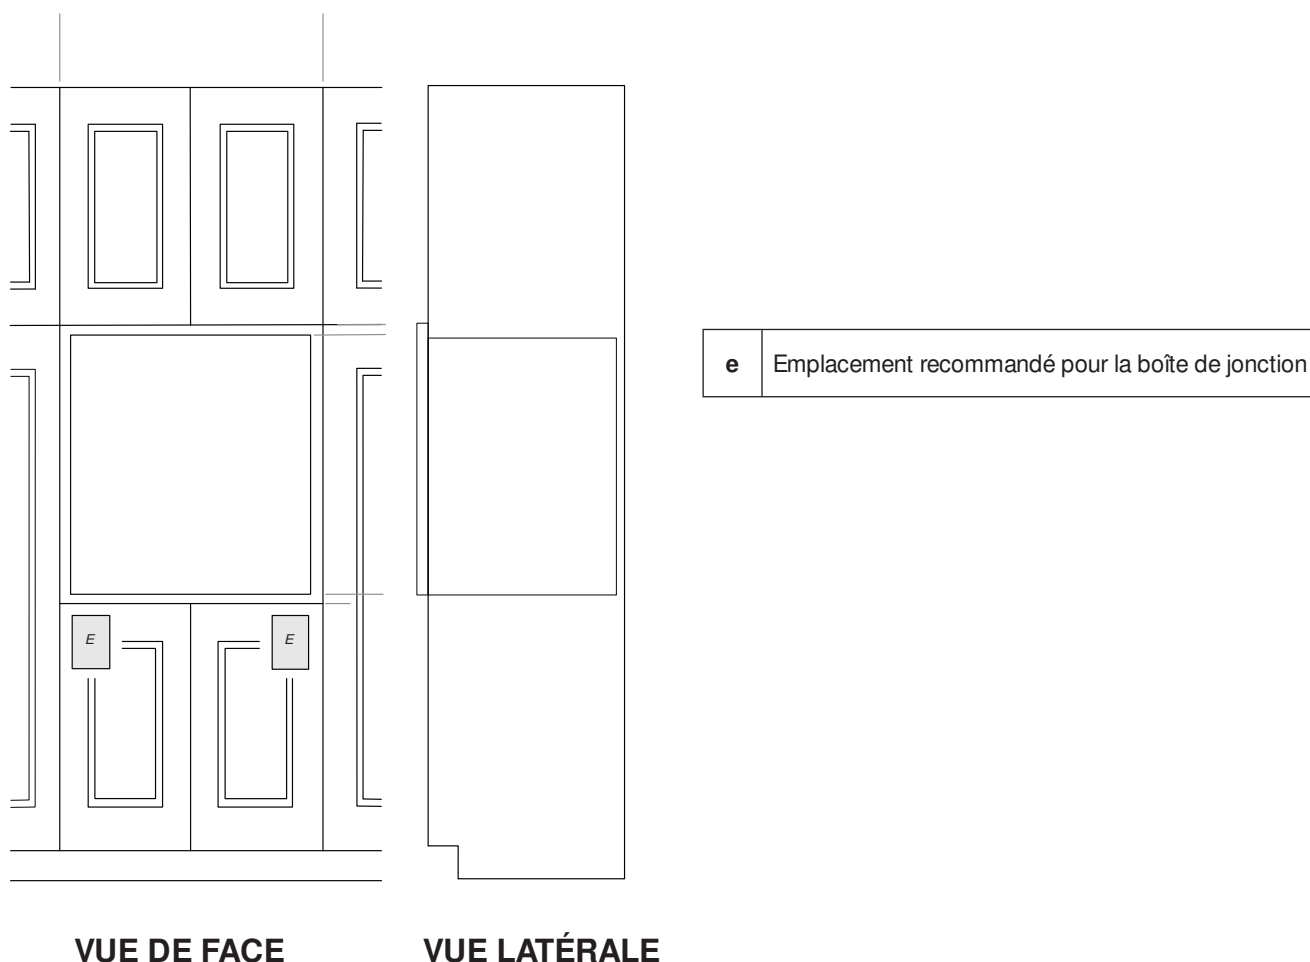 e Emplacement recommandé pour la boîte de jonction
E E
VUE DE FACE VUE LATÉRALE